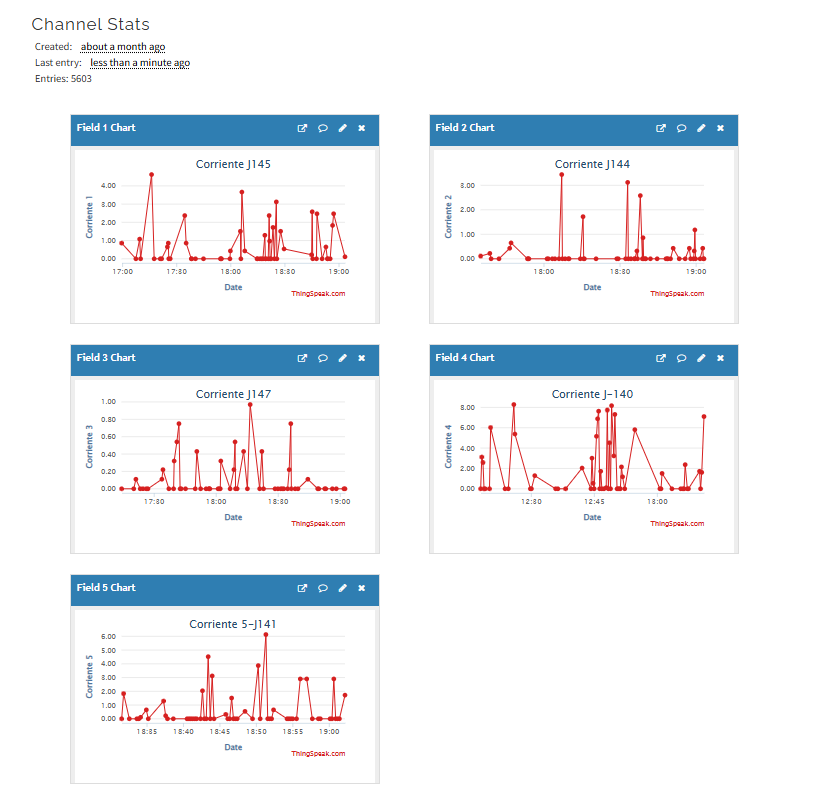 Channel Stats
Created: about a month ago
Last entry: less than a minute ago
Entries: 5603
Field 1 Chart
Corriente J145
Corriente 1
4.00
3.00
2.00
1.00
0.00
17:00 17:30 18:00 18:30 19:00
Date
ThingSpeak.com
Field 2 Chart
Corriente J144
Corriente 2
3.00
2.00
1.00
0.00
18:00 18:30 19:00
Date
ThingSpeak.com
Field 3 Chart
Corriente J147
Corriente 3
1.00
0.80
0.60
0.40
0.20
0.00
17:30 18:00 18:30 19:00
Date
ThingSpeak.com
Field 4 Chart
Corriente J-140
Corriente 4
8.00
6.00
4.00
2.00
0.00
12:30 12:45 13:00
Date
ThingSpeak.com
Field 5 Chart
Corriente 5-J141
Corriente 5
6.00
5.00
4.00
3.00
2.00
1.00
0.00
18:35 18:40 18:45 18:50 18:55 19:00
Date
ThingSpeak.com